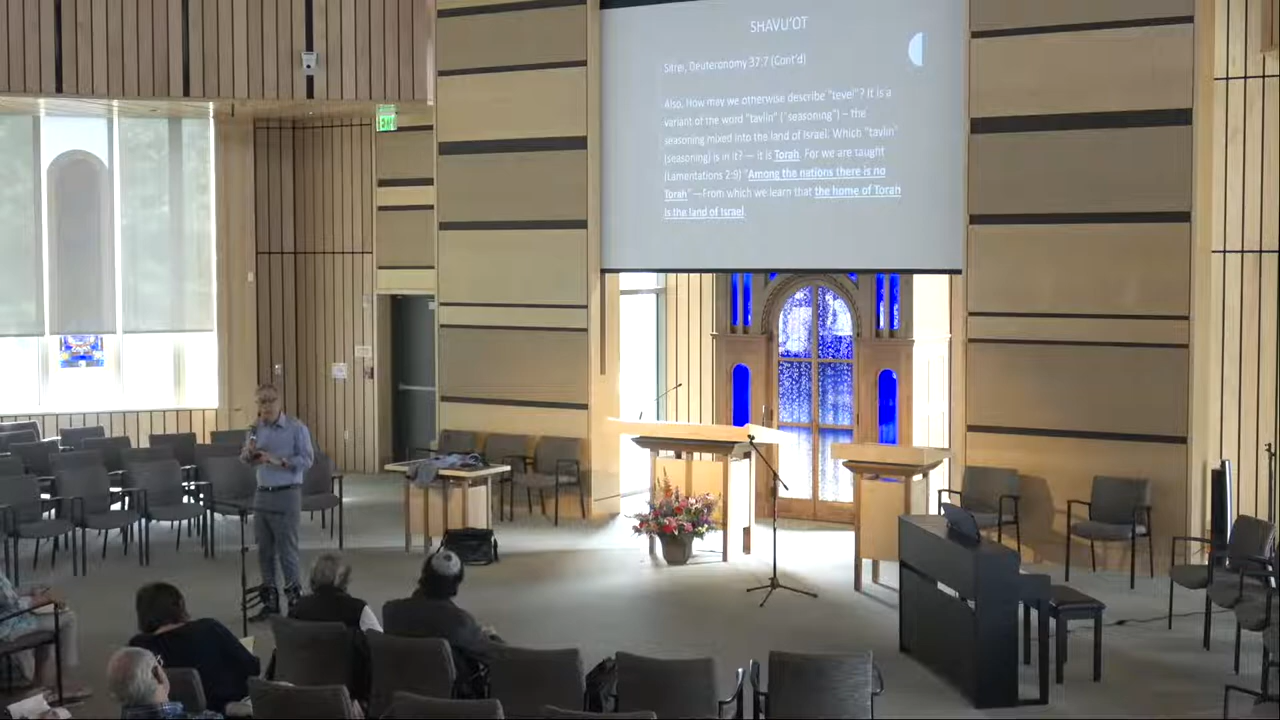 SHAVU'OT
Sifrei, Deuteronomy 37:7 (Cont'd)
Also, How may we otherwise describe "tevel"? It is a
variant of the word "tavlin" ("seasoning") – the
seasoning mixed into the land of Israel. Which "tavlin"
(seasoning) is in it? — it is Torah. For we are taught
(Lamentations 2:9) "Among the nations there is no
Torah" —From which we learn that the home of Torah
is the land of Israel.
EXIT